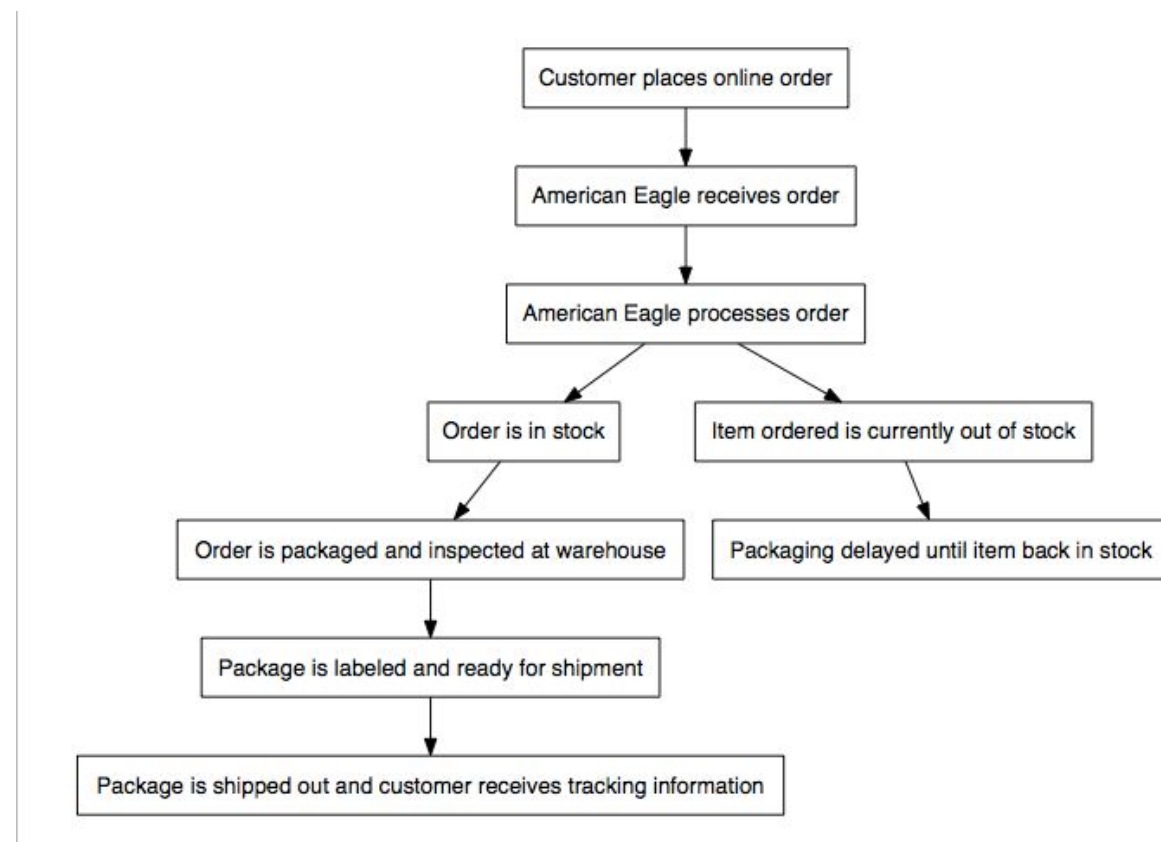 Customer places online order
American Eagle receives order
American Eagle processes order
Order is in stock
Item ordered is currently out of stock
Order is packaged and inspected at warehouse
Packaging delayed until item back in stock
Package is labeled and ready for shipment
Package is shipped out and customer receives tracking information